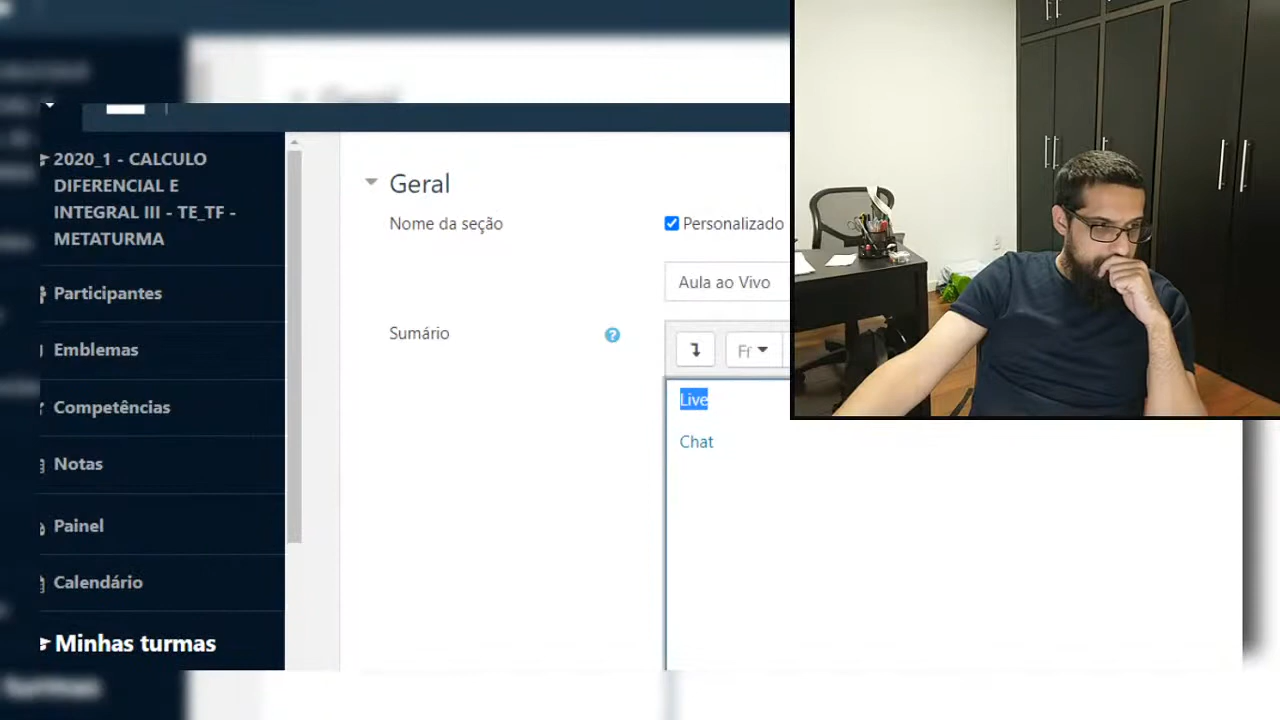 2020_1 - CALCULO
DIFERENCIAL E
INTEGRAL III - TE_TF -
METATURMA
Participantes
Emblemas
Competências
Notas
Painel
Calendário
Minhas turmas
Geral
Nome da seção
Personalizado
Aula ao Vivo
Sumário
?
Live
Chat
turmas